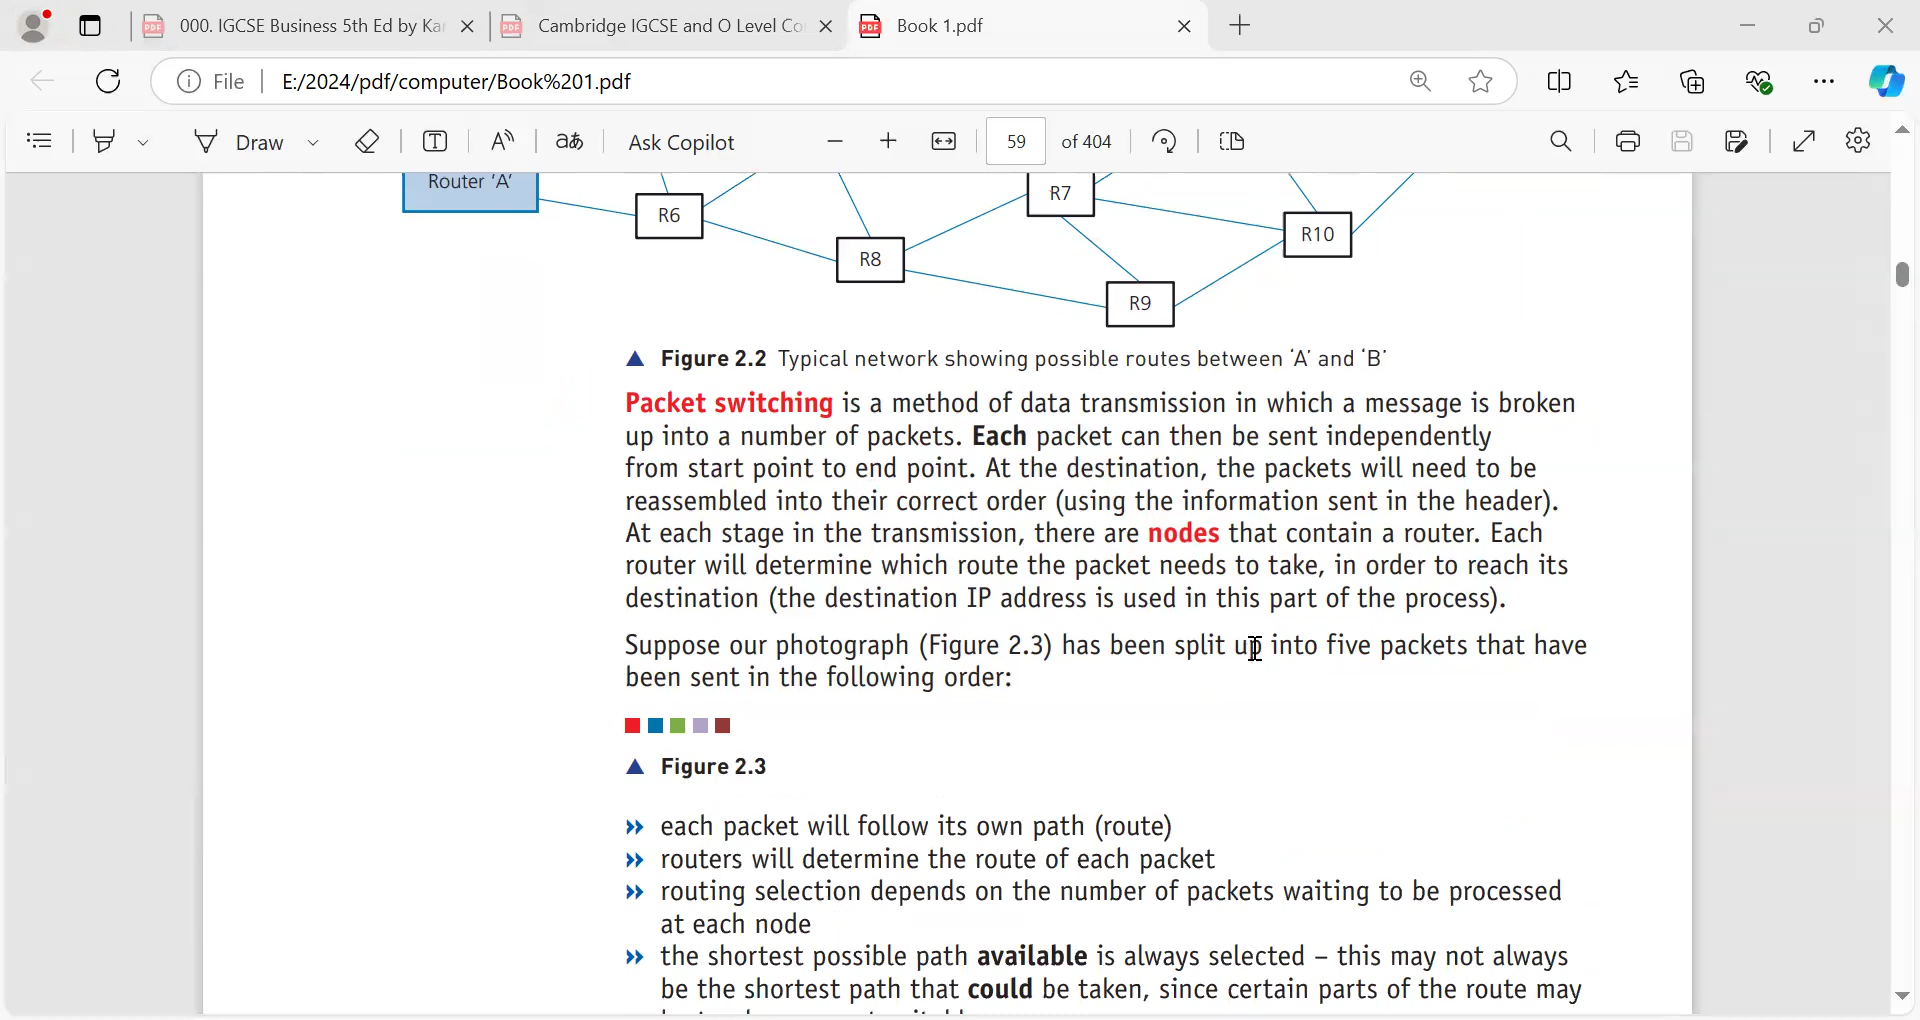 000. IGCSE Business 5th Ed by Kar
Cambridge IGCSE and O Level Co
Book 1.pdf
File
E:/2024/pdf/computer/Book%201.pdf
Draw
aあ
Ask Copilot
59
of 404
Router ‘A’
R6
R7
R8
R10
R9
▲ Figure 2.2 Typical network showing possible routes between ‘A’ and ‘B’
Packet switching is a method of data transmission in which a message is broken
up into a number of packets. Each packet can then be sent independently
from start point to end point. At the destination, the packets will need to be
reassembled into their correct order (using the information sent in the header).
At each stage in the transmission, there are nodes that contain a router. Each
router will determine which route the packet needs to take, in order to reach its
destination (the destination IP address is used in this part of the process).
Suppose our photograph (Figure 2.3) has been split up into five packets that have
been sent in the following order:
▲ Figure 2.3
» each packet will follow its own path (route)
» routers will determine the route of each packet
» routing selection depends on the number of packets waiting to be processed
at each node
» the shortest possible path available is always selected – this may not always
be the shortest path that could be taken, since certain parts of the route may